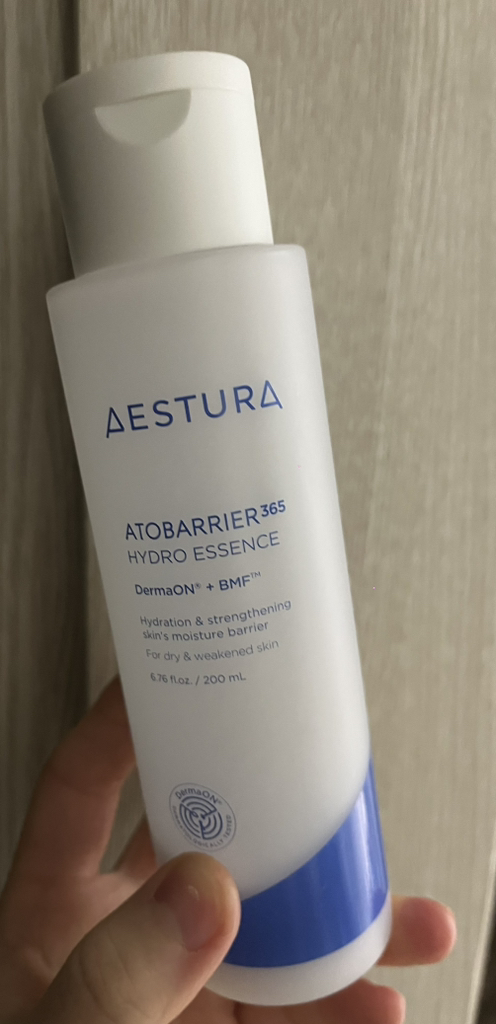 AESTURA
ATOBARRIER³⁶⁵
HYDRO ESSENCE
DermaON® + BMF™
Hydration & strengthening
skin's moisture barrier
For dry & weakened skin
6.76 fl.oz. / 200 mL
DermaON®